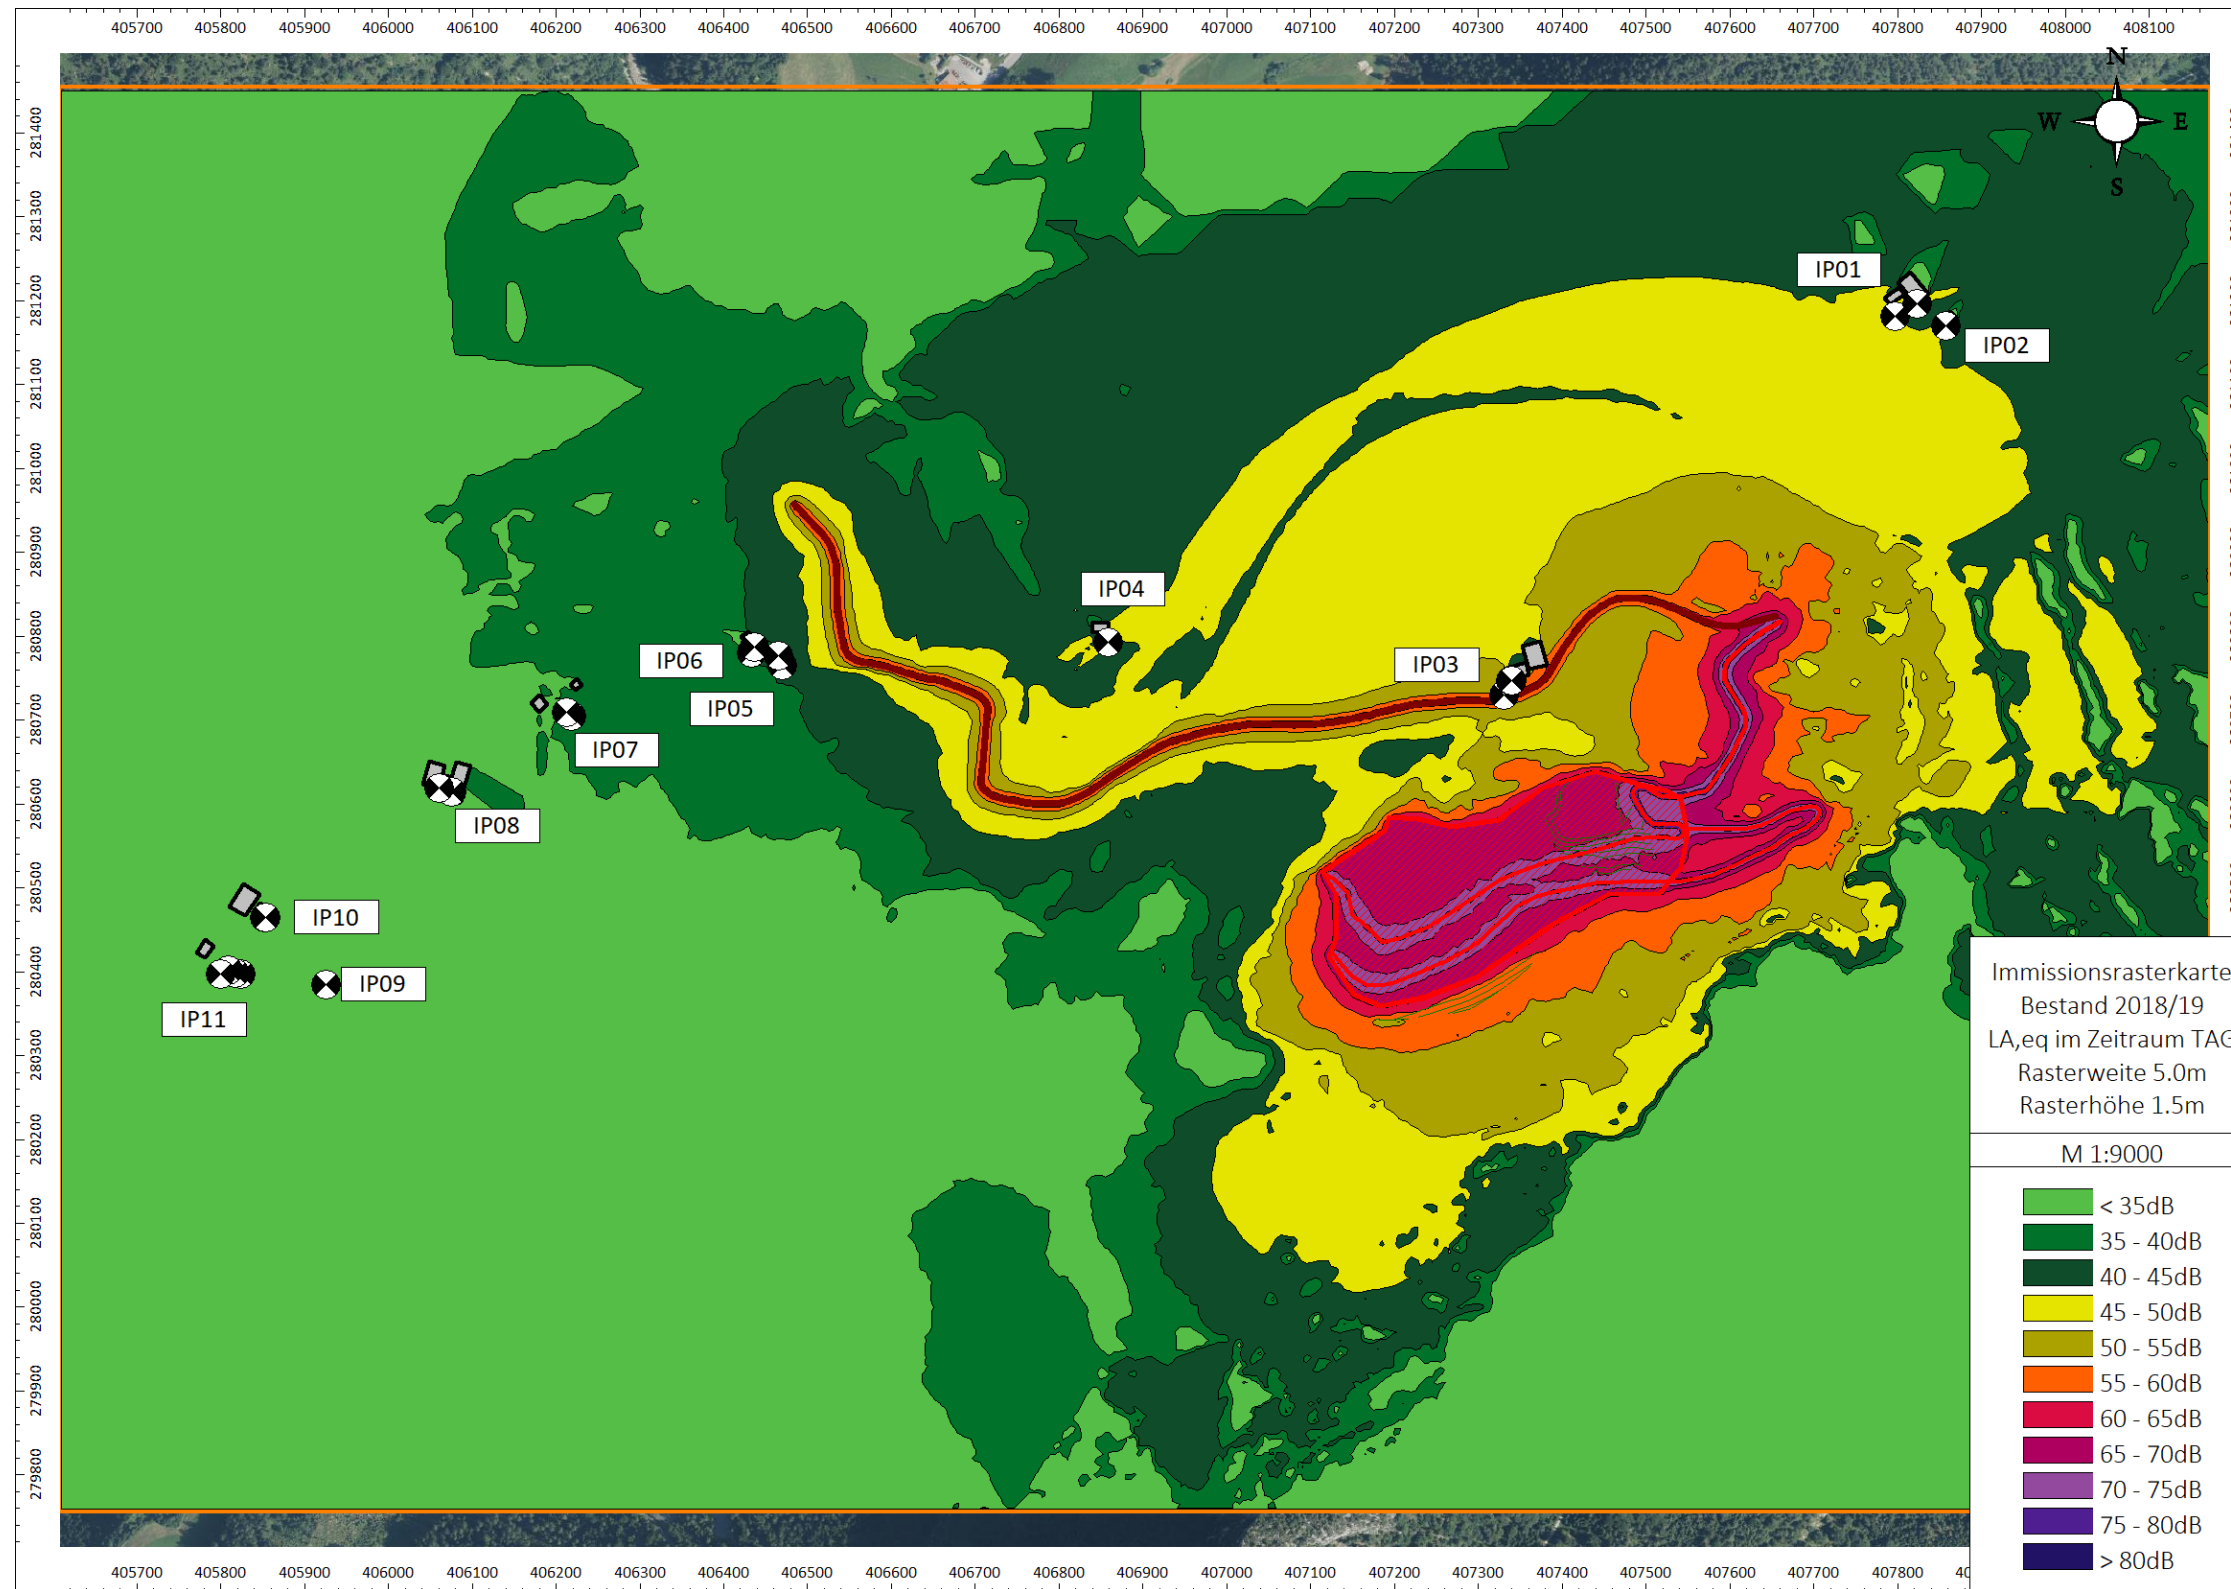 405700 405800 405900 406000 406100 406200 406300 406400 406500 406600 406700 406800 406900 407000 407100 407200 407300 407400 407500 407600 407700 407800 407900 408000 408100
N
W E
S
281400
281300
281200
281100
281000
280900
280800
280700
280600
280500
280400
280300
280200
280100
280000
279900
279800
IP01
IP02
IP04
IP03
IP06
IP05
IP07
IP08
IP10
IP09
IP11
Immissionsrasterkarte
Bestand 2018/19
LA,eq im Zeitraum TAG
Rasterweite 5.0m
Rasterhöhe 1.5m
M 1:9000
< 35dB
35 - 40dB
40 - 45dB
45 - 50dB
50 - 55dB
55 - 60dB
60 - 65dB
65 - 70dB
70 - 75dB
75 - 80dB
> 80dB
405700 405800 405900 406000 406100 406200 406300 406400 406500 406600 406700 406800 406900 407000 407100 407200 407300 407400 407500 407600 407700 407800